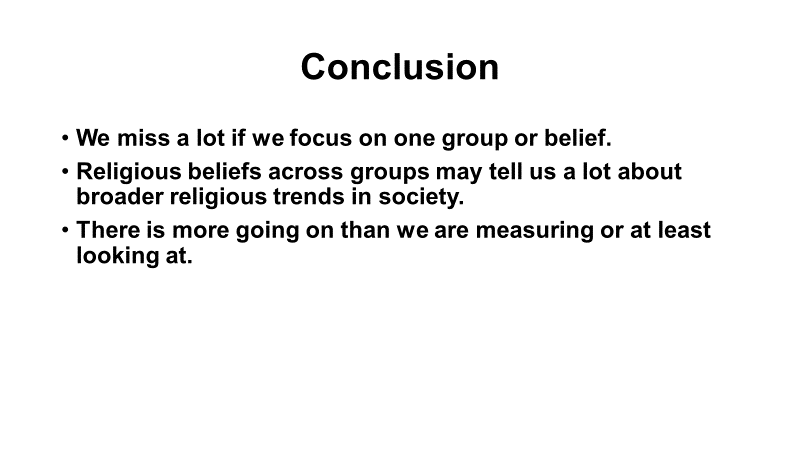 Conclusion
• We miss a lot if we focus on one group or belief.
• Religious beliefs across groups may tell us a lot about
broader religious trends in society.
• There is more going on than we are measuring or at least
looking at.